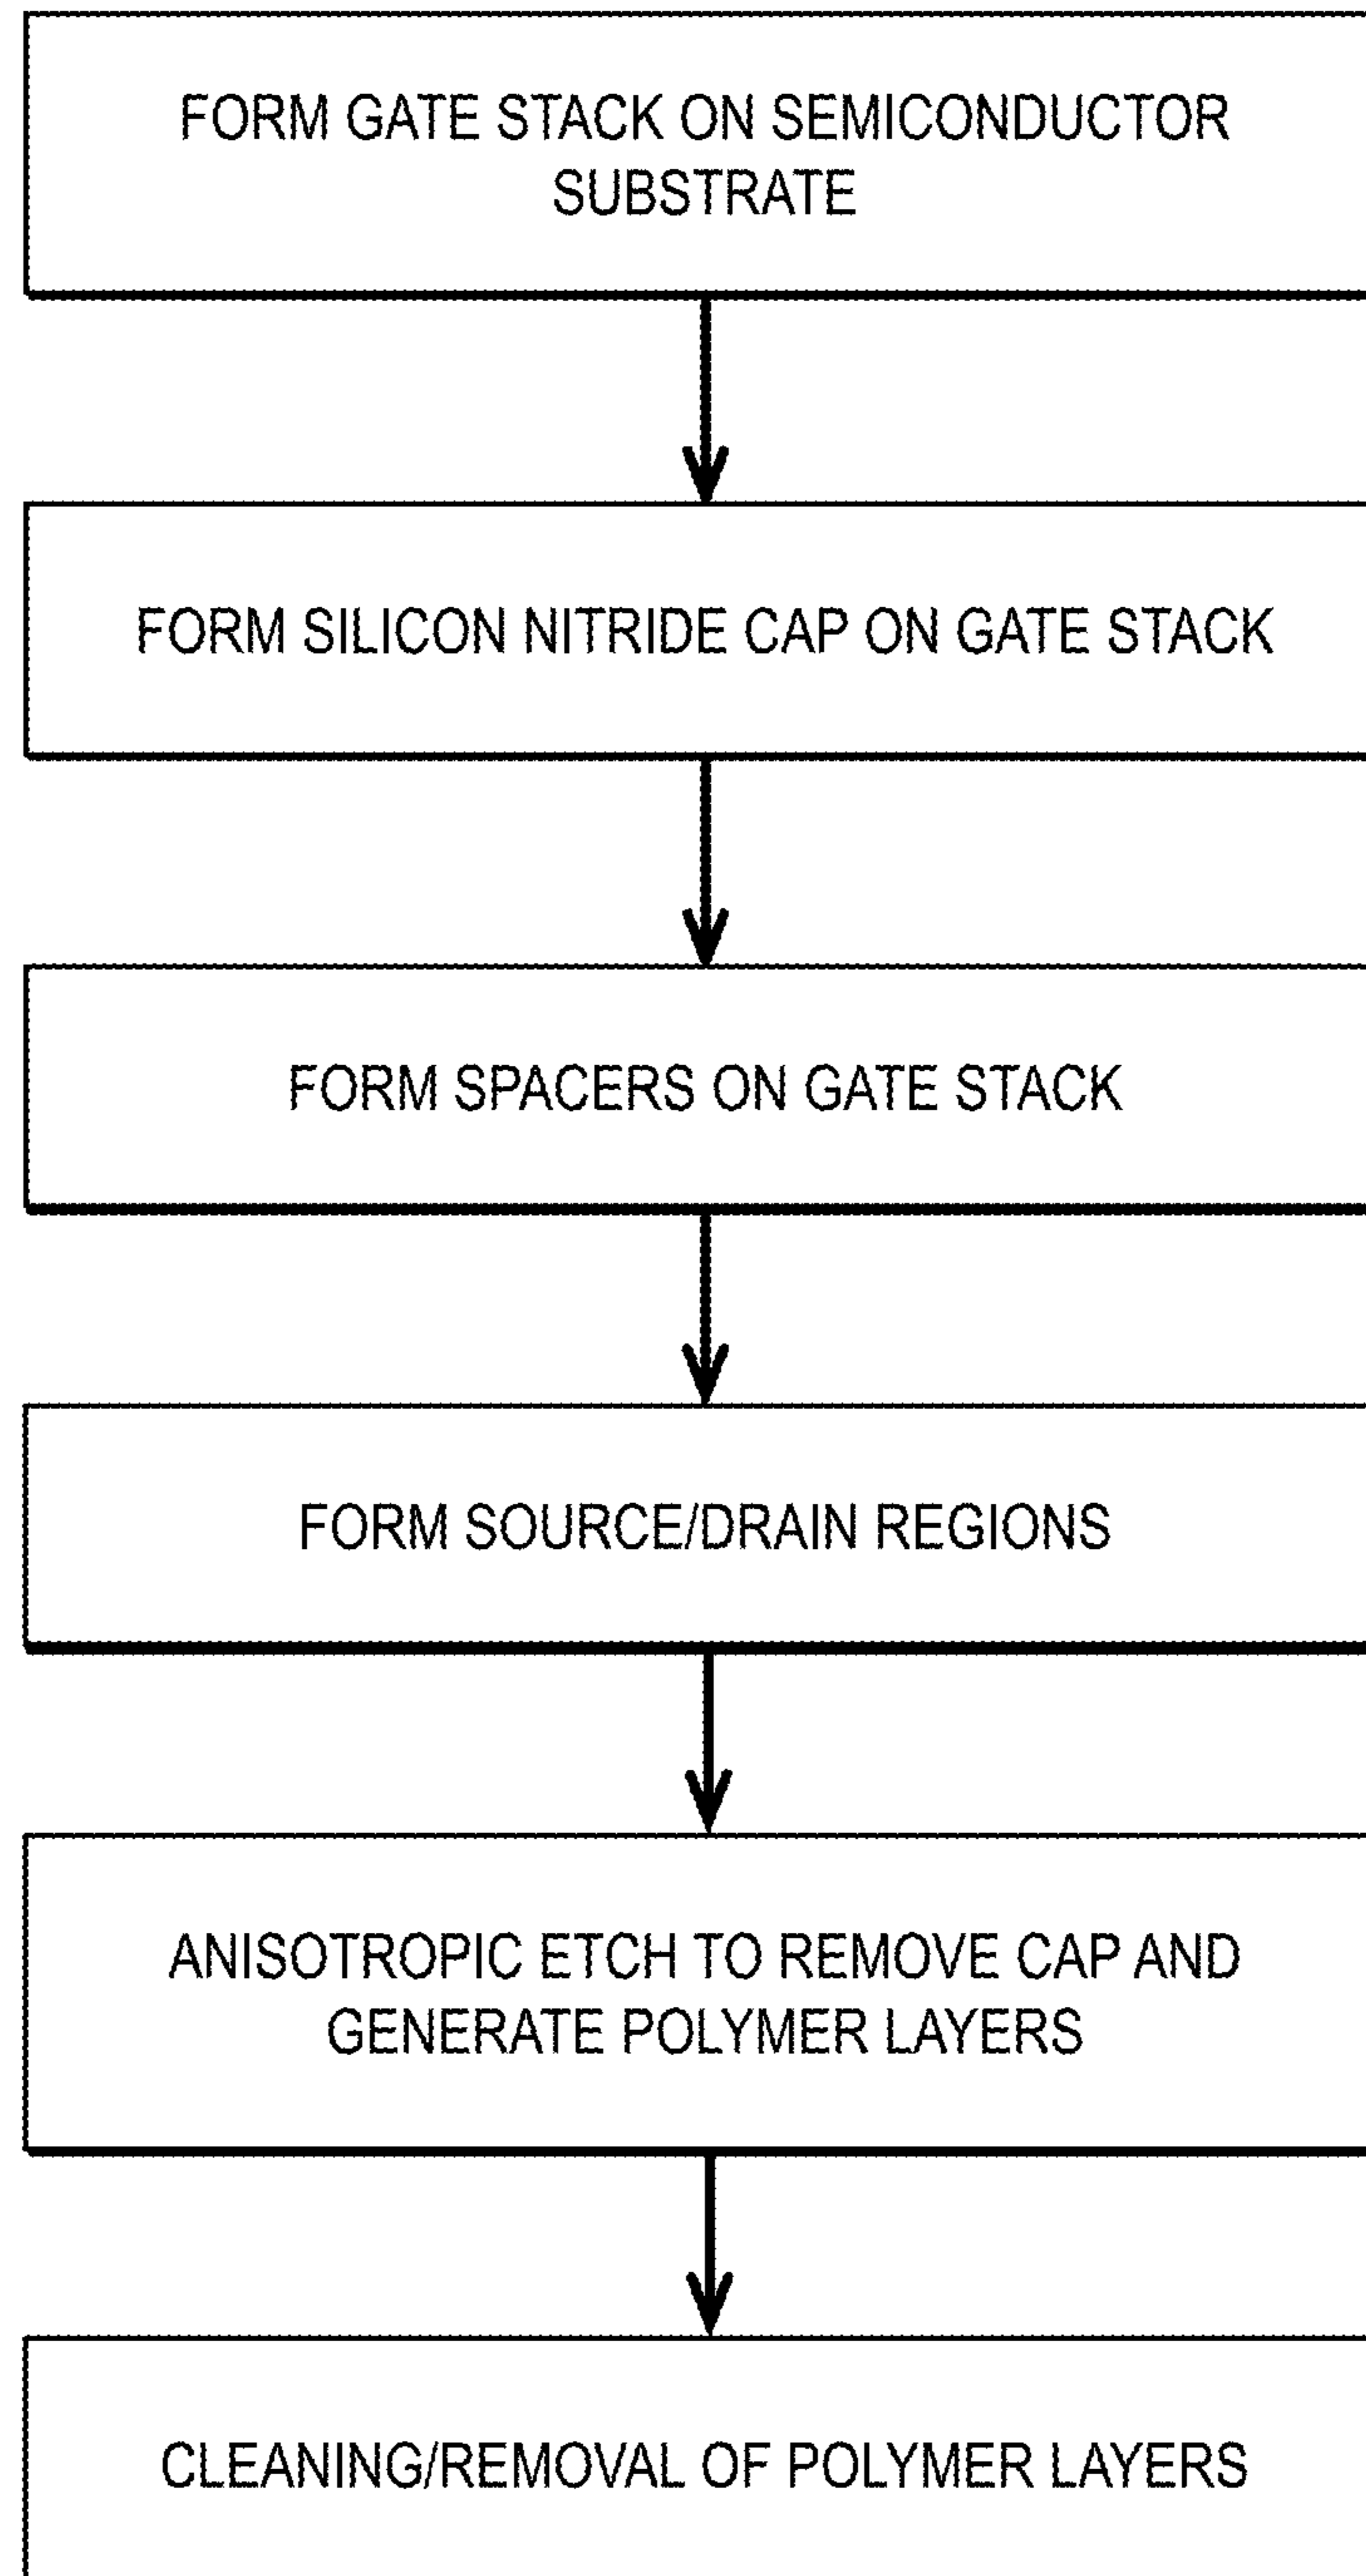 FORM GATE STACK ON SEMICONDUCTOR
SUBSTRATE
FORM SILICON NITRIDE CAP ON GATE STACK
FORM SPACERS ON GATE STACK
FORM SOURCE/DRAIN REGIONS
ANISOTROPIC ETCH TO REMOVE CAP AND
GENERATE POLYMER LAYERS
CLEANING/REMOVAL OF POLYMER LAYERS